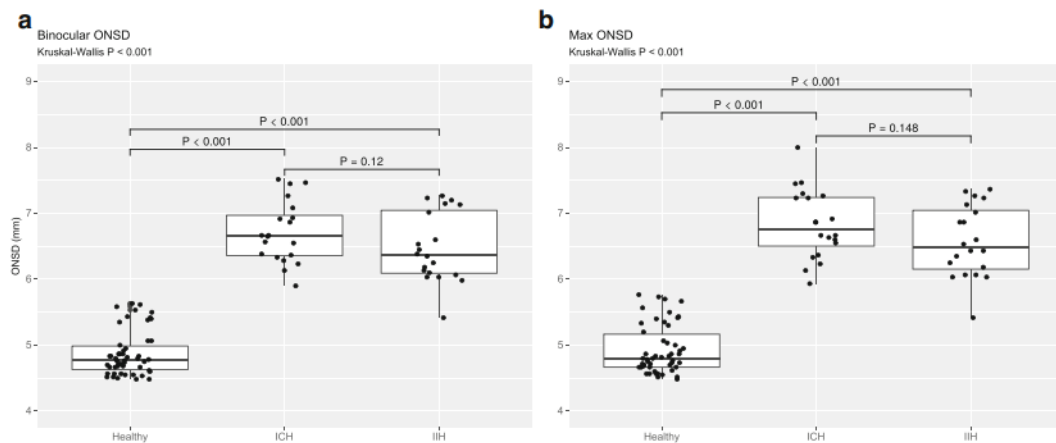 a
Binocular ONSD
Kruskal-Wallis P < 0.001
ONSD (mm)
9
8
7
6
5
4
P < 0.001
P < 0.001
P = 0.12
Healthy
ICH
IIH
b
Max ONSD
Kruskal-Wallis P < 0.001
9
8
7
6
5
4
P < 0.001
P < 0.001
P = 0.148
Healthy
ICH
IIH